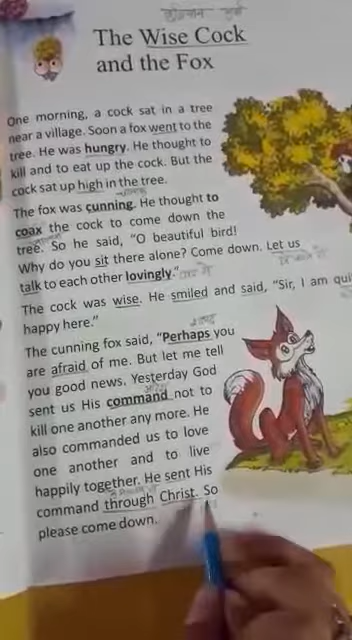 बुद्धिमान मुर्गा
The Wise Cock
and the Fox
One morning, a cock sat in a tree
near a village. Soon a fox went to the
tree. He was hungry. He thought to
kill and to eat up the cock. But the
cock sat up high in the tree.
The fox was cunning. He thought to
coax the cock to come down the
tree. So he said, “O beautiful bird!
Why do you sit there alone? Come down. Let us
talk to each other lovingly.”
The cock was wise. He smiled and said, “Sir, I am qui
happy here.”
The cunning fox said, “Perhaps you
are afraid of me. But let me tell
you good news. Yesterday God
sent us His command not to
kill one another any more. He
also commanded us to love
one another and to live
happily together. He sent His
command through Christ. So
please come down.